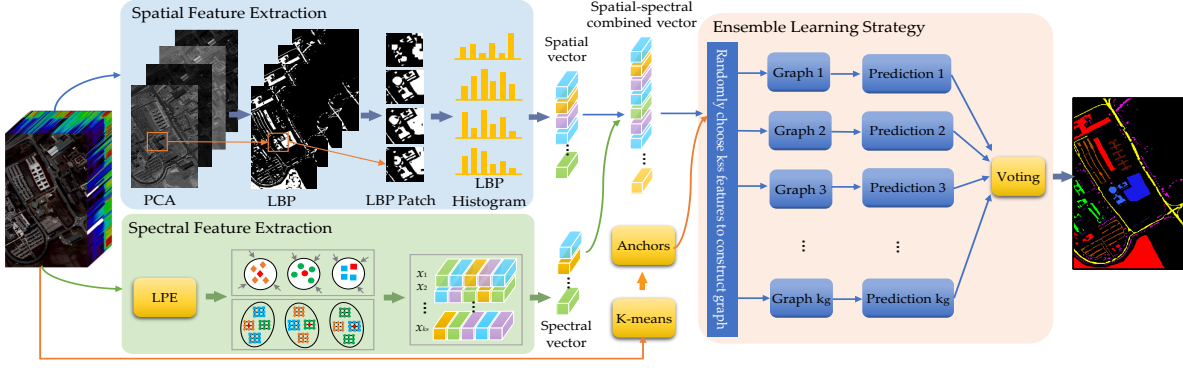 Spatial Feature Extraction
PCA
LBP
LBP Patch
LBP
Histogram
Spectral Feature Extraction
LPE
x₁
x₂
Spatial
vector
Spatial-spectral
combined vector
Spectral
vector
Anchors
K-means
Ensemble Learning Strategy
Randomly choose kss features to construct graph
Graph 1
Prediction 1
Graph 2
Prediction 2
Graph 3
Prediction 3
...
...
Graph kg
Prediction kg
Voting